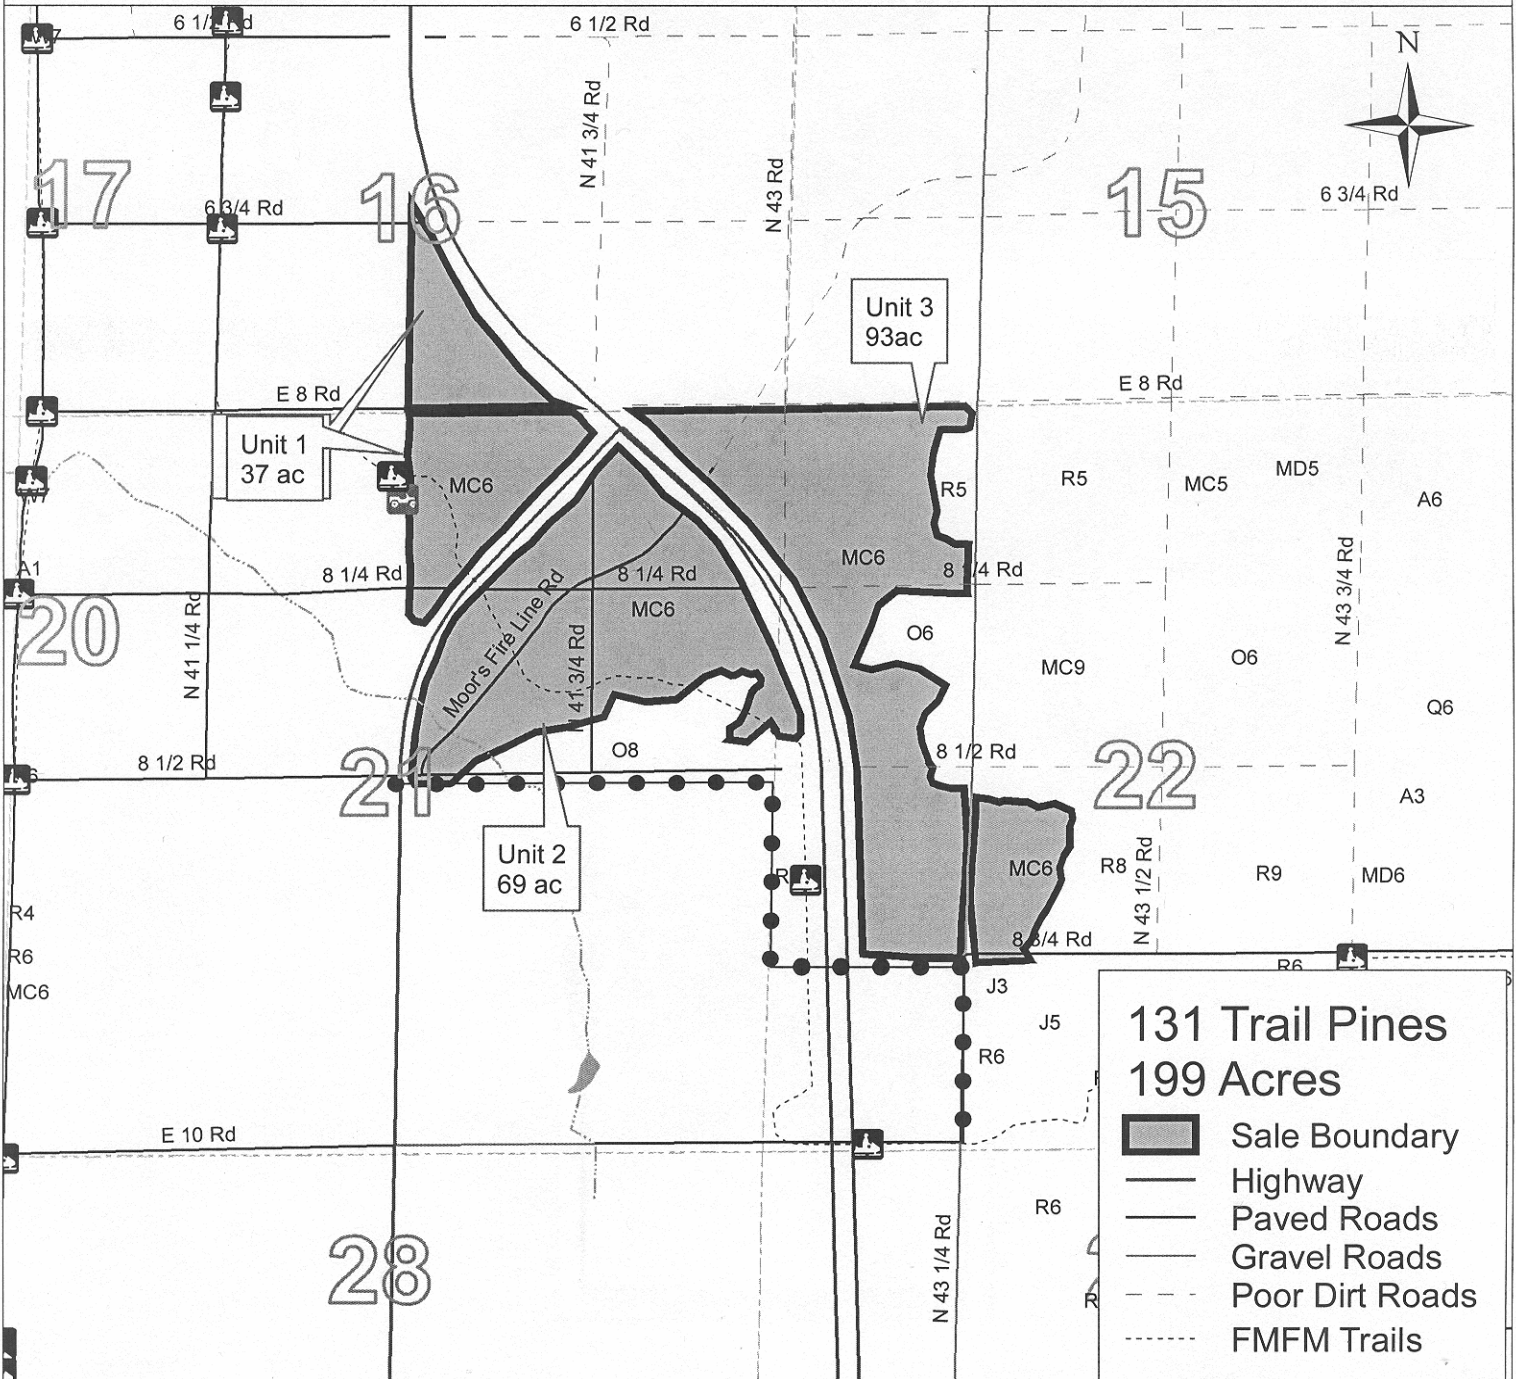 6 1/2 Rd
6 1/2 Rd
N
N 41 3/4 Rd
N 43 Rd
17
16
15
6 3/4 Rd
6 3/4 Rd
Unit 3
93ac
E 8 Rd
E 8 Rd
Unit 1
37 ac
MC6
R5
R5
MC5
MD5
A6
MC6
A1
8 1/4 Rd
8 1/4 Rd
8 1/4 Rd
MC6
N 43 3/4 Rd
20
N 41 1/4 Rd
Moor's Fire Line Rd
41 3/4 Rd
O6
MC9
O6
Q6
8 1/2 Rd
O8
8 1/2 Rd
21
22
A3
Unit 2
69 ac
MC6
R8
N 43 1/2 Rd
R9
MD6
R
R4
8 3/4 Rd
R6
R6
MC6
J3
J5
R6
131 Trail Pines
199 Acres
Sale Boundary
Highway
Paved Roads
Gravel Roads
Poor Dirt Roads
FMFM Trails
E 10 Rd
R6
N 43 1/4 Rd
28
R